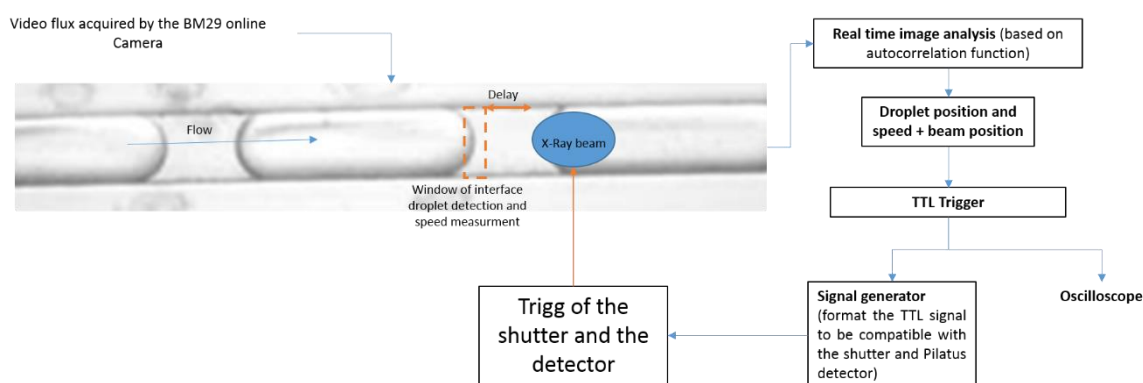 Video flux acquired by the BM29 online
Camera
Flow
Delay
X-Ray beam
Window of interface
droplet detection and
speed measurment
Real time image analysis (based on
autocorrelation function)
Droplet position and
speed + beam position
TTL Trigger
Signal generator
(format the TTL signal
to be compatible with
the shutter and Pilatus
detector)
Oscilloscope
Trigg of the
shutter and the
detector